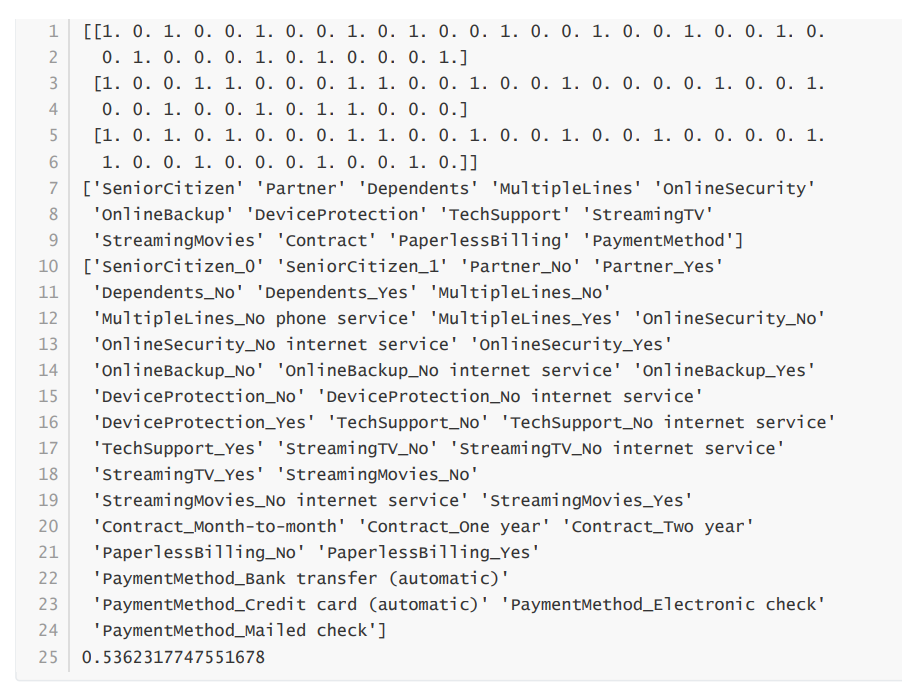 1 [[1. 0. 1. 0. 0. 1. 0. 0. 1. 0. 1. 0. 0. 1. 0. 0. 1. 0. 0. 1. 0. 0. 1. 0.
2 0. 1. 0. 0. 0. 1. 0. 1. 0. 0. 0. 1.]
3 [1. 0. 0. 1. 1. 0. 0. 0. 1. 1. 0. 0. 1. 0. 0. 1. 0. 0. 0. 0. 1. 0. 0. 1.
4 0. 0. 1. 0. 0. 1. 0. 1. 1. 0. 0. 0.]
5 [1. 0. 1. 0. 1. 0. 0. 0. 1. 1. 0. 0. 1. 0. 0. 1. 0. 0. 1. 0. 0. 0. 0. 1.
6 1. 0. 0. 1. 0. 0. 0. 1. 0. 0. 1. 0.]]
7 ['SeniorCitizen' 'Partner' 'Dependents' 'MultipleLines' 'OnlineSecurity'
8 'OnlineBackup' 'DeviceProtection' 'TechSupport' 'StreamingTV'
9 'StreamingMovies' 'Contract' 'PaperlessBilling' 'PaymentMethod']
10 ['SeniorCitizen_0' 'SeniorCitizen_1' 'Partner_No' 'Partner_Yes'
11 'Dependents_No' 'Dependents_Yes' 'MultipleLines_No'
12 'MultipleLines_No phone service' 'MultipleLines_Yes' 'OnlineSecurity_No'
13 'OnlineSecurity_No internet service' 'OnlineSecurity_Yes'
14 'OnlineBackup_No' 'OnlineBackup_No internet service' 'OnlineBackup_Yes'
15 'DeviceProtection_No' 'DeviceProtection_No internet service'
16 'DeviceProtection_Yes' 'TechSupport_No' 'TechSupport_No internet service'
17 'TechSupport_Yes' 'StreamingTV_No' 'StreamingTV_No internet service'
18 'StreamingTV_Yes' 'StreamingMovies_No'
19 'StreamingMovies_No internet service' 'StreamingMovies_Yes'
20 'Contract_Month-to-month' 'Contract_One year' 'Contract_Two year'
21 'PaperlessBilling_No' 'PaperlessBilling_Yes'
22 'PaymentMethod_Bank transfer (automatic)'
23 'PaymentMethod_Credit card (automatic)' 'PaymentMethod_Electronic check'
24 'PaymentMethod_Mailed check']
25 0.5362317747551678